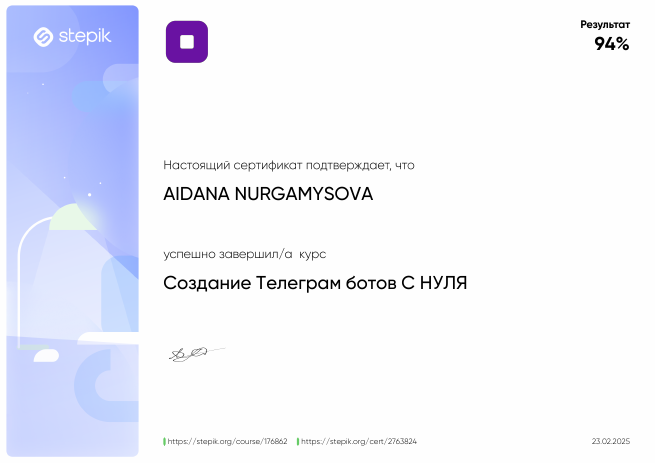 stepik
Результат
94%
Настоящий сертификат подтверждает, что
AIDANA NURGAMYSOVA
успешно завершил/а курс
Создание Телеграм ботов С НУЛЯ
https://stepik.org/course/176862 https://stepik.org/cert/2763824 23.02.2025